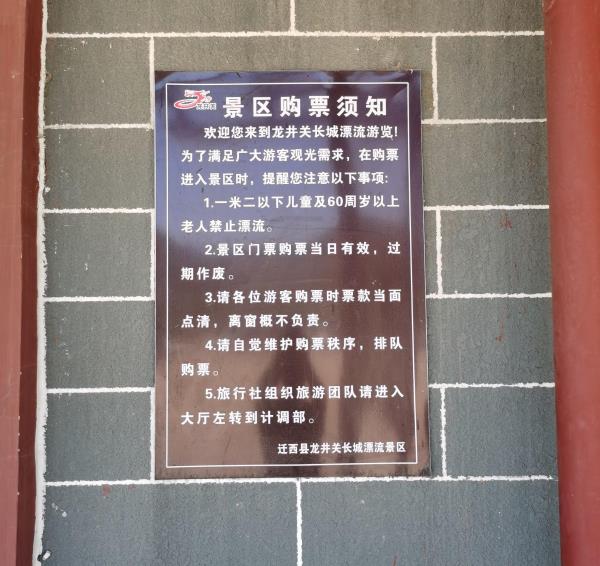 龙井关
景区购票须知
欢迎您来到龙井关长城漂流游览!
为了满足广大游客观光需求，在购票
进入景区时，提醒您注意以下事项:
1.一米二以下儿童及60周岁以上
老人禁止漂流。
2.景区门票购票当日有效，过
期作废。
3.请各位游客购票时票款当面
点清，离窗概不负责。
4.请自觉维护购票秩序，排队
购票。
5.旅行社组织旅游团队请进入
大厅左转到计调部。
迁西县龙井关长城漂流景区